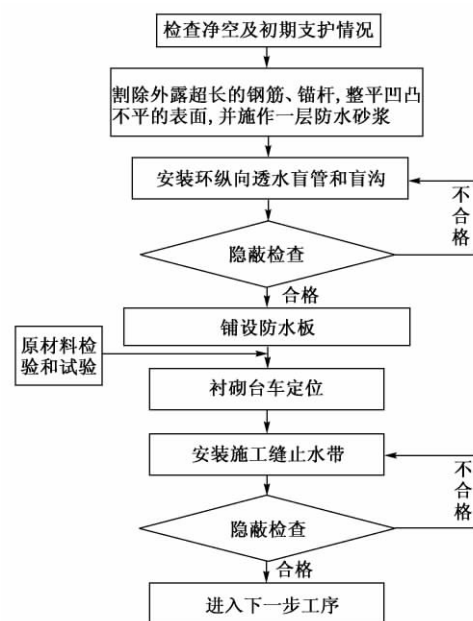 检查净空及初期支护情况
割除外露超长的钢筋、锚杆,整平凹凸
不平的表面,并施作一层防水砂浆
安装环纵向透水盲管和盲沟
不合格
隐蔽检查
合格
铺设防水板
原材料检
验和试验
衬砌台车定位
安装施工缝止水带
不合格
隐蔽检查
合格
进入下一步工序